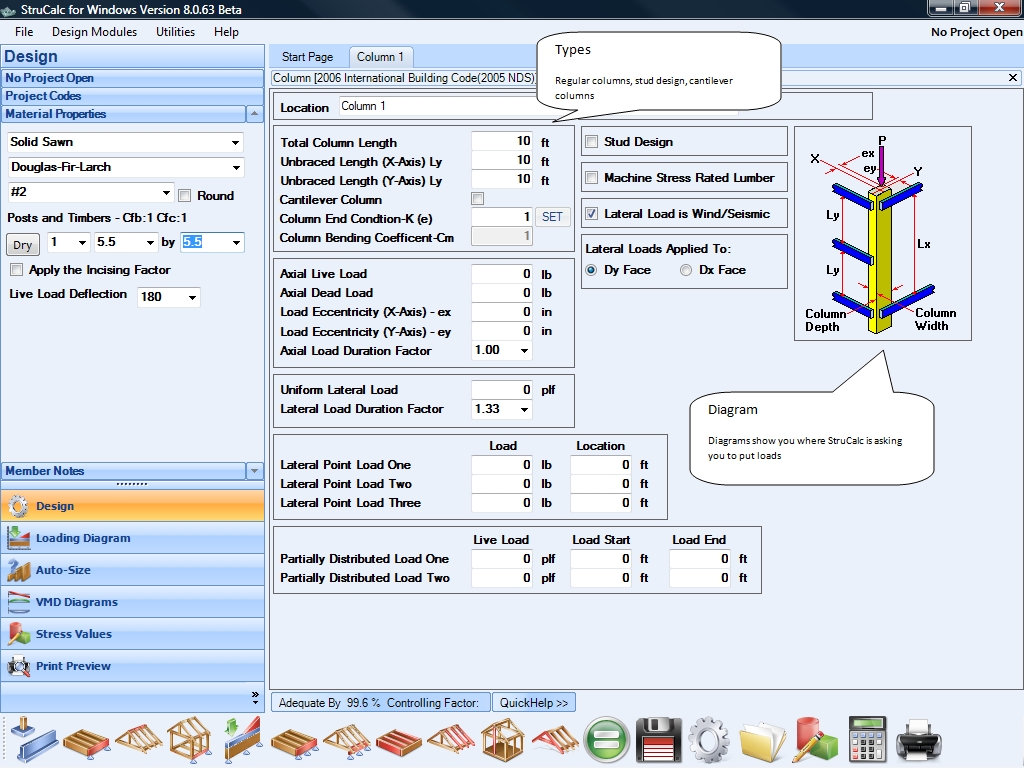 StruCalc for Windows Version 8.0.63 Beta
File Design Modules Utilities Help
No Project Open
Design
No Project Open
Project Codes
Material Properties
Solid Sawn
Douglas-Fir-Larch
#2 Round
Posts and Timbers - Cfb:1 Cfc:1
Dry 1 5.5 by 5.5
Apply the Incising Factor
Live Load Deflection 180
Member Notes
Design
Loading Diagram
Auto-Size
VMD Diagrams
Stress Values
Print Preview
Start Page Column 1
Column [2006 International Building Code(2005 NDS)]
Location Column 1
Types
Regular columns, stud design, cantilever
columns
Total Column Length 10 ft
Unbraced Length (X-Axis) Ly 10 ft
Unbraced Length (Y-Axis) Ly 10 ft
Cantilever Column
Column End Condtion-K (e) 1 SET
Column Bending Coefficent-Cm 1
Axial Live Load 0 lb
Axial Dead Load 0 lb
Load Eccentricity (X-Axis) - ex 0 in
Load Eccentricity (Y-Axis) - ey 0 in
Axial Load Duration Factor 1.00
Uniform Lateral Load 0 plf
Lateral Load Duration Factor 1.33
Load Location
Lateral Point Load One 0 lb 0 ft
Lateral Point Load Two 0 lb 0 ft
Lateral Point Load Three 0 lb 0 ft
Live Load Load Start Load End
Partially Distributed Load One 0 plf 0 ft 0 ft
Partially Distributed Load Two 0 plf 0 ft 0 ft
Stud Design
Machine Stress Rated Lumber
Lateral Load is Wind/Seismic
Lateral Loads Applied To:
Dy Face Dx Face
P
X ex
ey Y
Ly
Lx
Ly
Column Column
Depth Width
Diagram
Diagrams show you where StruCalc is asking
you to put loads
Adequate By 99.6 % Controlling Factor: QuickHelp >>